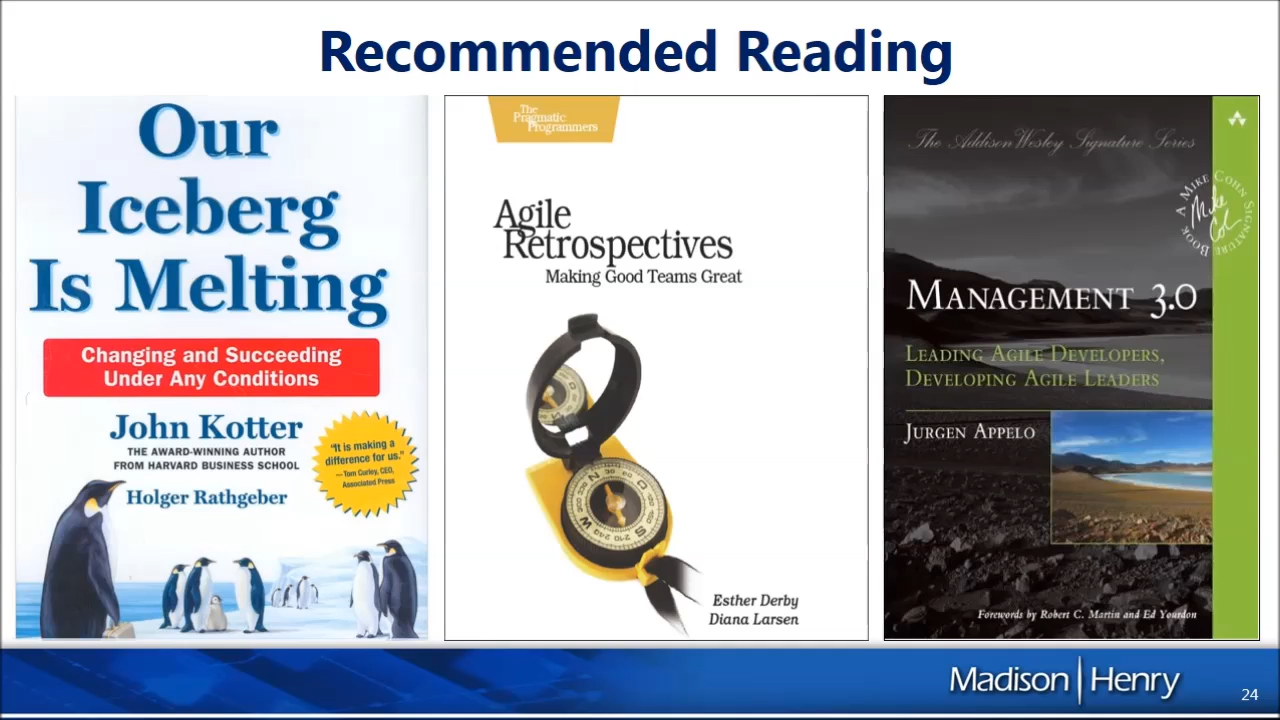 Recommended Reading
Our
Iceberg
Is Melting
Changing and Succeeding
Under Any Conditions
John Kotter
THE AWARD-WINNING AUTHOR
FROM HARVARD BUSINESS SCHOOL
Holger Rathgeber
"It is making a
difference for us."
— Tom Curley, CEO,
Associated Press
The
Pragmatic
Programmers
Agile
Retrospectives
Making Good Teams Great
Esther Derby
Diana Larsen
The Addison Wesley Signature Series
A MIKE COHN SIGNATURE BOOK
Mike
MANAGEMENT 3.0
LEADING AGILE DEVELOPERS,
DEVELOPING AGILE LEADERS
JURGEN APPELO
Forewords by Robert C. Martin and Ed Yourdon
Madison | Henry
24